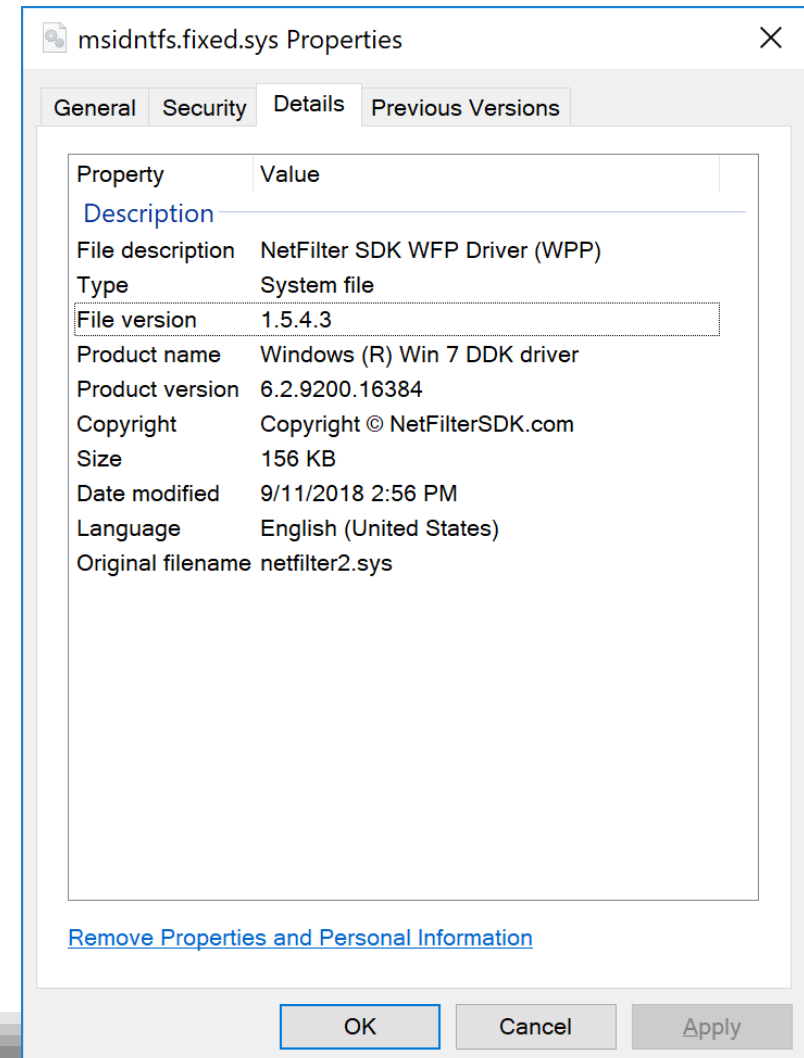 msidntfs.fixed.sys Properties
General Security Details Previous Versions
Property Value
Description
File description NetFilter SDK WFP Driver (WPP)
Type System file
File version 1.5.4.3
Product name Windows (R) Win 7 DDK driver
Product version 6.2.9200.16384
Copyright Copyright © NetFilterSDK.com
Size 156 KB
Date modified 9/11/2018 2:56 PM
Language English (United States)
Original filename netfilter2.sys
Remove Properties and Personal Information
OK Cancel Apply